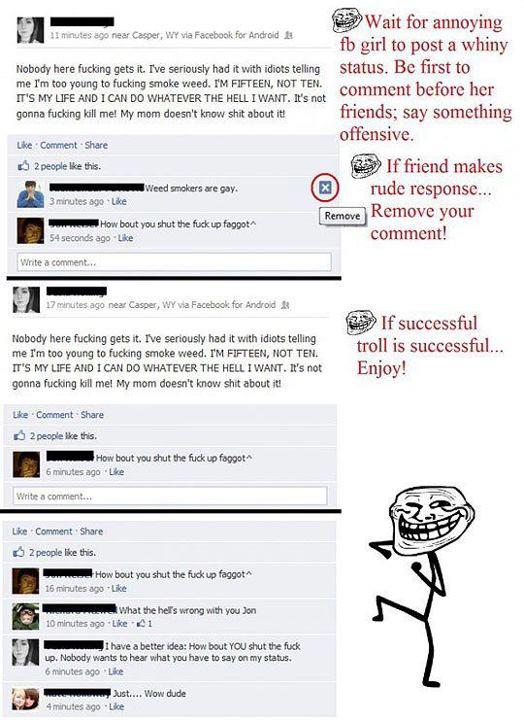 11 minutes ago near Casper, WY via Facebook for Android
Nobody here fucking gets it. I've seriously had it with idiots telling
me I'm too young to fucking smoke weed. I'M FIFTEEN, NOT TEN.
IT'S MY LIFE AND I CAN DO WHATEVER THE HELL I WANT. It's not
gonna fucking kill me! My mom doesn't know shit about it!
Like · Comment · Share
2 people like this.
Weed smokers are gay.
3 minutes ago · Like
How bout you shut the fuck up faggot^
54 seconds ago · Like
Write a comment...
Remove
Wait for annoying
fb girl to post a whiny
status. Be first to
comment before her
friends; say something
offensive.
If friend makes
rude response...
Remove your
comment!
17 minutes ago near Casper, WY via Facebook for Android
Nobody here fucking gets it. I've seriously had it with idiots telling
me I'm too young to fucking smoke weed. I'M FIFTEEN, NOT TEN.
IT'S MY LIFE AND I CAN DO WHATEVER THE HELL I WANT. It's not
gonna fucking kill me! My mom doesn't know shit about it!
Like · Comment · Share
2 people like this.
How bout you shut the fuck up faggot^
6 minutes ago · Like
Write a comment...
If successful
troll is successful...
Enjoy!
Like · Comment · Share
2 people like this.
How bout you shut the fuck up faggot^
16 minutes ago · Like
What the hell's wrong with you Jon
10 minutes ago · Like · 1
I have a better idea: How bout YOU shut the fuck
up. Nobody wants to hear what you have to say on my status.
6 minutes ago · Like
Just.... Wow dude
4 minutes ago · Like